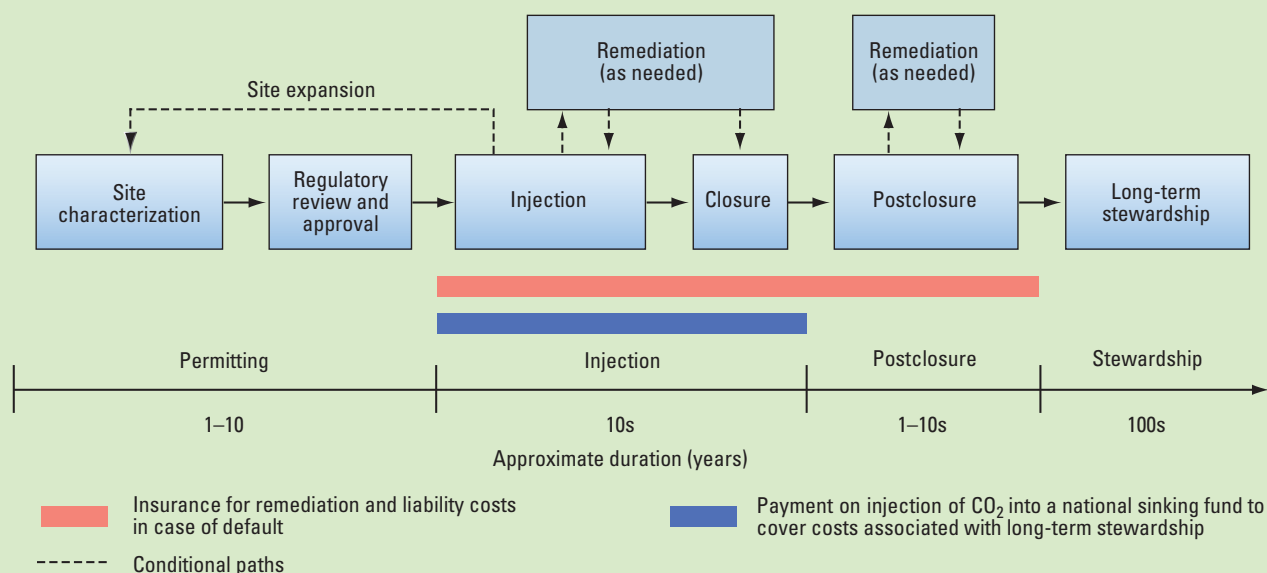 Remediation
(as needed)
Remediation
(as needed)
Site expansion
Site
characterization
Regulatory
review and
approval
Injection
Closure
Postclosure
Long-term
stewardship
Permitting
Injection
Postclosure
Stewardship
1–10
10s
1–10s
100s
Approximate duration (years)
Insurance for remediation and liability costs
in case of default
Payment on injection of CO₂ into a national sinking fund to
cover costs associated with long-term stewardship
Conditional paths